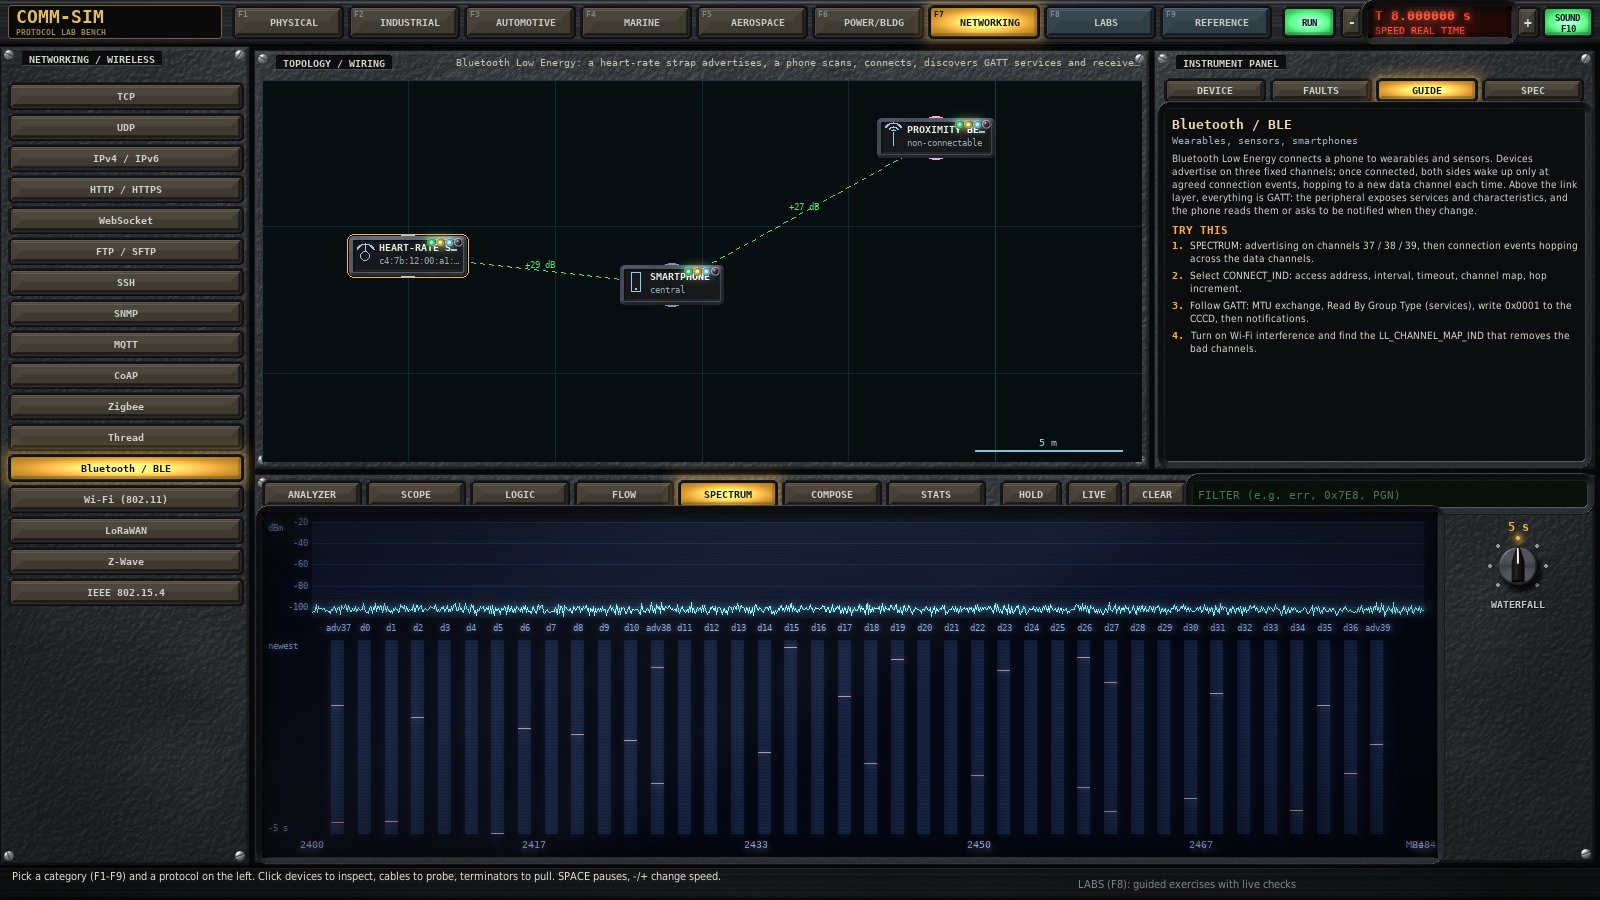 COMM-SIM
PROTOCOL LAB BENCH
F1 PHYSICAL
F2 INDUSTRIAL
F3 AUTOMOTIVE
F4 MARINE
F5 AEROSPACE
F6 POWER/BLDG
F7 NETWORKING
F8 LABS
F9 REFERENCE
RUN
-
T 8.000000 s
SPEED REAL TIME
+
SOUND
F10
NETWORKING / WIRELESS
TCP
UDP
IPv4 / IPv6
HTTP / HTTPS
WebSocket
FTP / SFTP
SSH
SNMP
MQTT
CoAP
Zigbee
Thread
Bluetooth / BLE
Wi-Fi (802.11)
LoRaWAN
Z-Wave
IEEE 802.15.4
TOPOLOGY / WIRING
Bluetooth Low Energy: a heart-rate strap advertises, a phone scans, connects, discovers GATT services and receive…
PROXIMITY BE…
non-connectable
+27 dB
HEART-RATE S…
c4:7b:12:00:a1:…
+29 dB
SMARTPHONE
central
5 m
INSTRUMENT PANEL
DEVICE
FAULTS
GUIDE
SPEC
Bluetooth / BLE
Wearables, sensors, smartphones
Bluetooth Low Energy connects a phone to wearables and sensors. Devices
advertise on three fixed channels; once connected, both sides wake up only at
agreed connection events, hopping to a new data channel each time. Above the link
layer, everything is GATT: the peripheral exposes services and characteristics, and
the phone reads them or asks to be notified when they change.
TRY THIS
1. SPECTRUM: advertising on channels 37 / 38 / 39, then connection events hopping
across the data channels.
2. Select CONNECT_IND: access address, interval, timeout, channel map, hop
increment.
3. Follow GATT: MTU exchange, Read By Group Type (services), write 0x0001 to the
CCCD, then notifications.
4. Turn on Wi-Fi interference and find the LL_CHANNEL_MAP_IND that removes the
bad channels.
ANALYZER
SCOPE
LOGIC
FLOW
SPECTRUM
COMPOSE
STATS
HOLD
LIVE
CLEAR
FILTER (e.g. err, 0x7E8, PGN)
dBm
-20
-40
-60
-80
-100
adv37 d0 d1 d2 d3 d4 d5 d6 d7 d8 d9 d10 adv38 d11 d12 d13 d14 d15 d16 d17 d18 d19 d20 d21 d22 d23 d24 d25 d26 d27 d28 d29 d30 d31 d32 d33 d34 d35 d36 adv39
newest
-5 s
2400 2417 2433 2450 2467
5 s
WATERFALL
Pick a category (F1-F9) and a protocol on the left. Click devices to inspect, cables to probe, terminators to pull. SPACE pauses, -/+ change speed.
LABS (F8): guided exercises with live checks